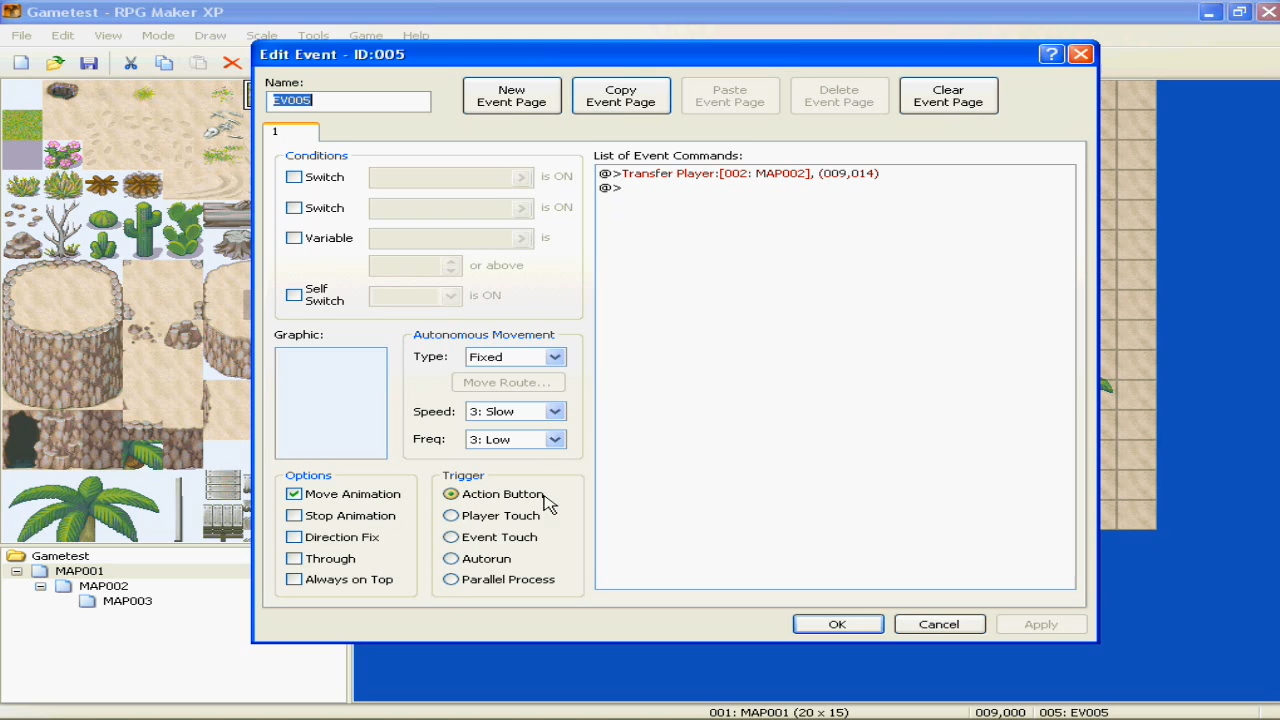 Gametest - RPG Maker XP
File Edit View Mode Draw Scale Tools Game Help
Edit Event - ID:005
Name:
EV005
New Event Page
Copy Event Page
Paste Event Page
Delete Event Page
Clear Event Page
1
Conditions
Switch is ON
Switch is ON
Variable is
or above
Self Switch is ON
Graphic:
Autonomous Movement
Type: Fixed
Move Route...
Speed: 3: Slow
Freq: 3: Low
Options
Move Animation
Stop Animation
Direction Fix
Through
Always on Top
Trigger
Action Button
Player Touch
Event Touch
Autorun
Parallel Process
List of Event Commands:
@>Transfer Player:[002: MAP002], (009,014)
@>
OK Cancel Apply
Gametest
MAP001
MAP002
MAP003
001: MAP001 (20 x 15) 009,000 005: EV005